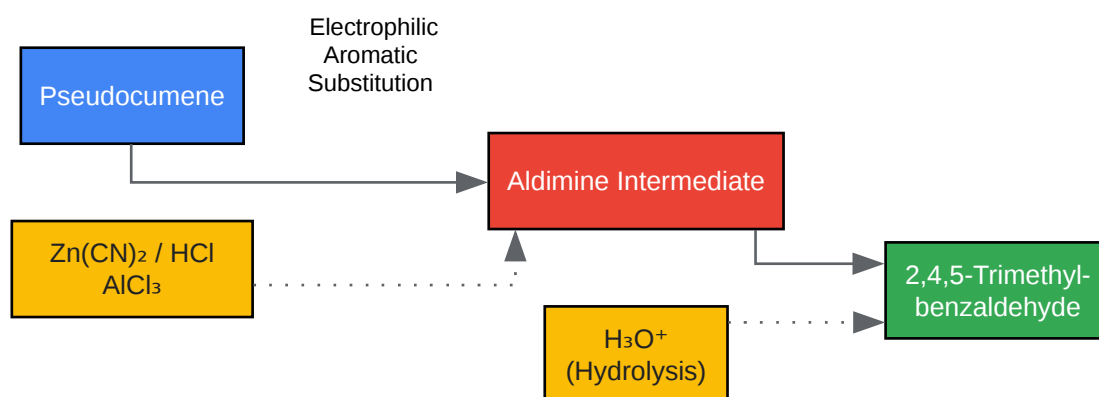 Electrophilic
Aromatic
Substitution
Pseudocumene
Aldimine Intermediate
Zn(CN)₂ / HCl
AlCl₃
2,4,5-Trimethyl-
benzaldehyde
H₃O⁺
(Hydrolysis)